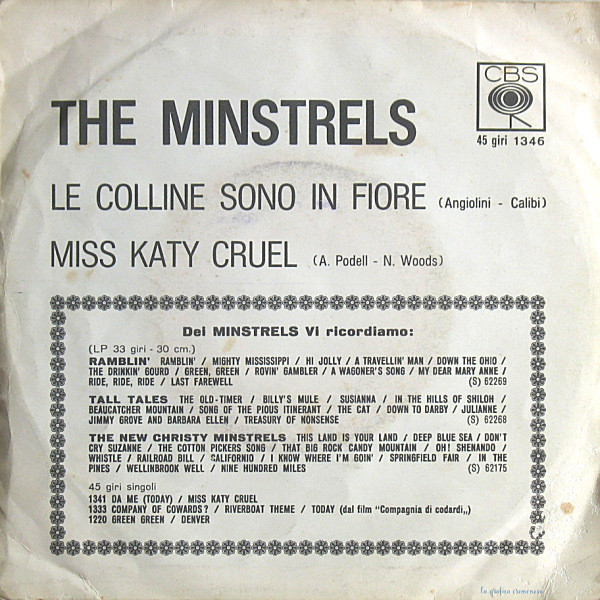 CBS
45 giri 1346
THE MINSTRELS
LE COLLINE SONO IN FIORE (Angiolini - Calibi)
MISS KATY CRUEL (A. Podell - N. Woods)
Dei MINSTRELS Vi ricordiamo:
(LP 33 giri - 30 cm.)
RAMBLIN' RAMBLIN' / MIGHTY MISSISSIPPI / HI JOLLY / A TRAVELLIN' MAN / DOWN THE OHIO /
THE DRINKIN' GOURD / GREEN, GREEN / ROVIN' GAMBLER / A WAGONER'S SONG / MY DEAR MARY ANNE /
RIDE, RIDE, RIDE / LAST FAREWELL (S) 62269
TALL TALES THE OLD-TIMER / BILLY'S MULE / SUSIANNA / IN THE HILLS OF SHILOH /
BEAUCATCHER MOUNTAIN / SONG OF THE PIOUS ITINERANT / THE CAT / DOWN TO DARBY / JULIANNE /
JIMMY GROVE AND BARBARA ELLEN / TREASURY OF NONSENSE (S) 62268
THE NEW CHRISTY MINSTRELS THIS LAND IS YOUR LAND / DEEP BLUE SEA / DON'T
CRY SUZANNE / THE COTTON PICKERS SONG / THAT BIG ROCK CANDY MOUNTAIN / OH! SHENANDO /
WHISTLE / RAILROAD BILL / CALIFORNIO / I KNOW WHERE I'M GOIN' / SPRINGFIELD FAIR / IN THE
PINES / WELLINBROOK WELL / NINE HUNDRED MILES (S) 62175
45 giri singoli
1341 DA ME (TODAY) / MISS KATY CRUEL
1333 COMPANY OF COWARDS? / RIVERBOAT THEME / TODAY (dal film "Compagnia di codardi„)
1220 GREEN GREEN / DENVER
la grafica cremonese